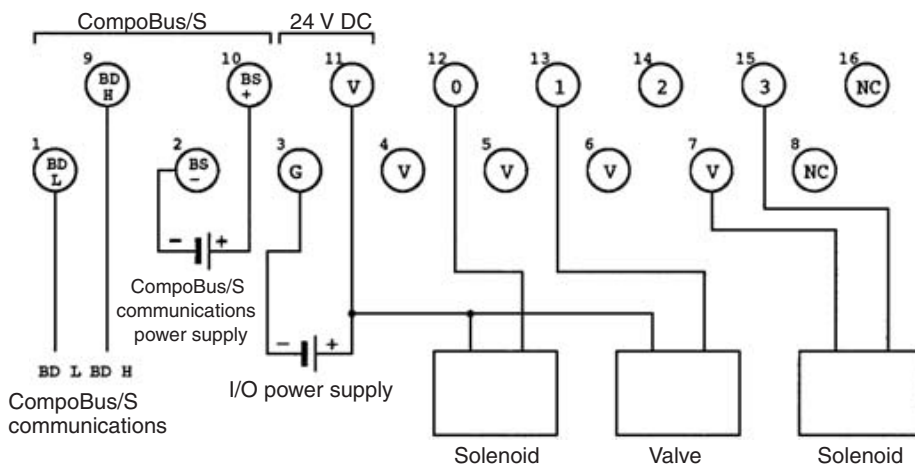 CompoBus/S 24 V DC
9 10 11 12 13 14 15 16
BD H BS + V 0 1 2 3 NC
1 2 3 4 5 6 7 8
BD L BS − G V V V V NC
− +
CompoBus/S
communications
power supply
− +
BD L BD H
I/O power supply
CompoBus/S
communications
Solenoid Valve Solenoid